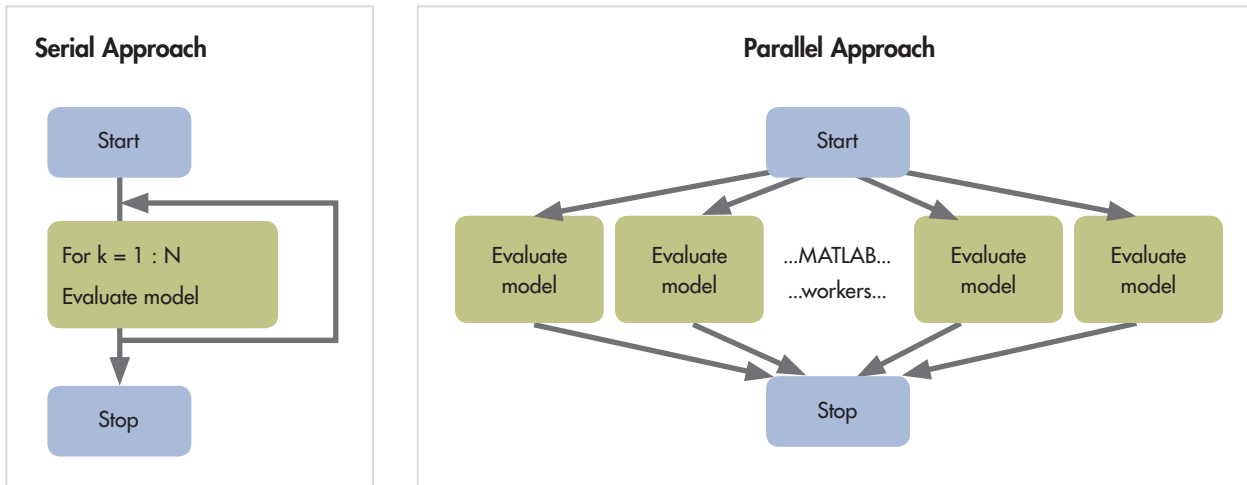 Serial Approach
Start
For k = 1 : N
Evaluate model
Stop
Parallel Approach
Start
Evaluate
model
Evaluate
model
...MATLAB...
...workers...
Evaluate
model
Evaluate
model
Stop